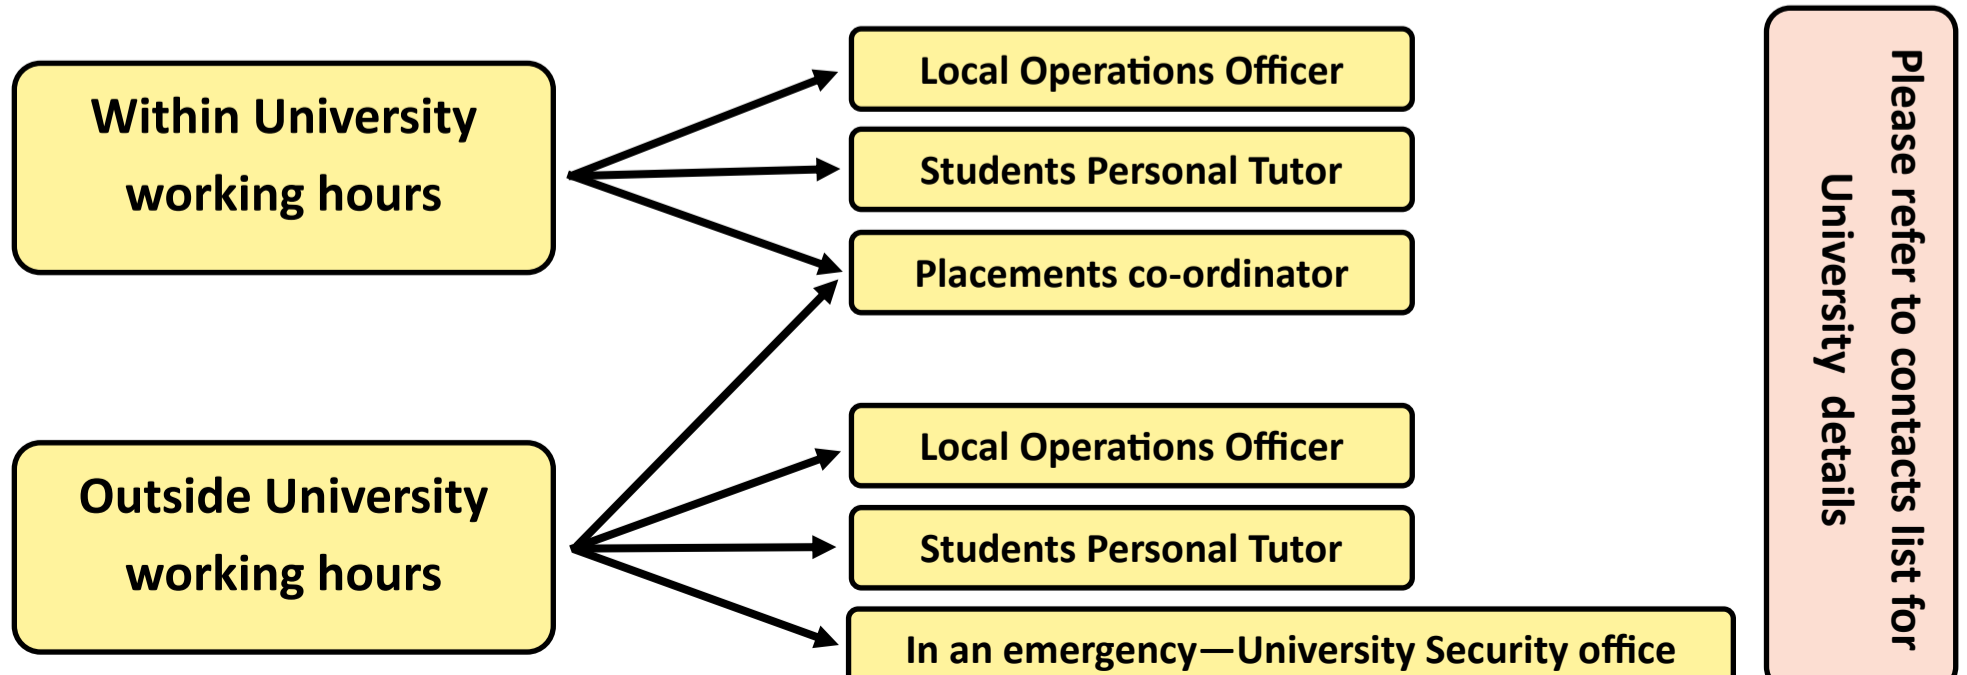 Within University
working hours
Local Operations Officer
Students Personal Tutor
Placements co-ordinator
Outside University
working hours
Local Operations Officer
Students Personal Tutor
In an emergency—University Security office
Please refer to contacts list for
University details